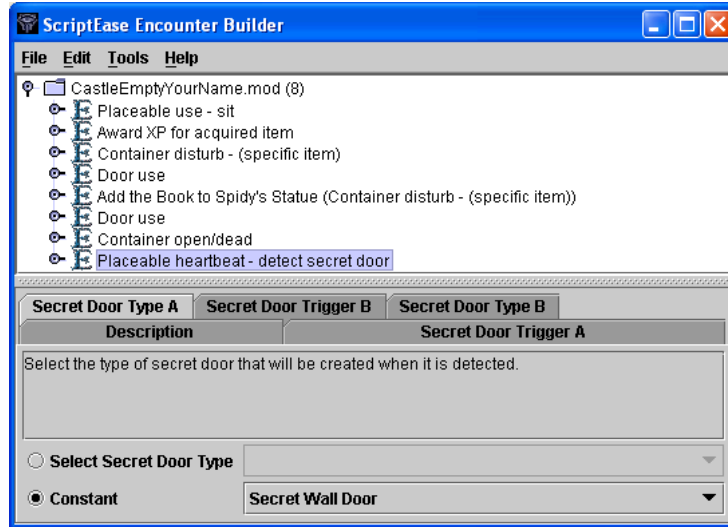 ScriptEase Encounter Builder
File Edit Tools Help
CastleEmptyYourName.mod (8)
Placeable use - sit
Award XP for acquired item
Container disturb - (specific item)
Door use
Add the Book to Spidy's Statue (Container disturb - (specific item))
Door use
Container open/dead
Placeable heartbeat - detect secret door
Secret Door Type A Secret Door Trigger B Secret Door Type B
Description Secret Door Trigger A
Select the type of secret door that will be created when it is detected.
Select Secret Door Type
Constant Secret Wall Door